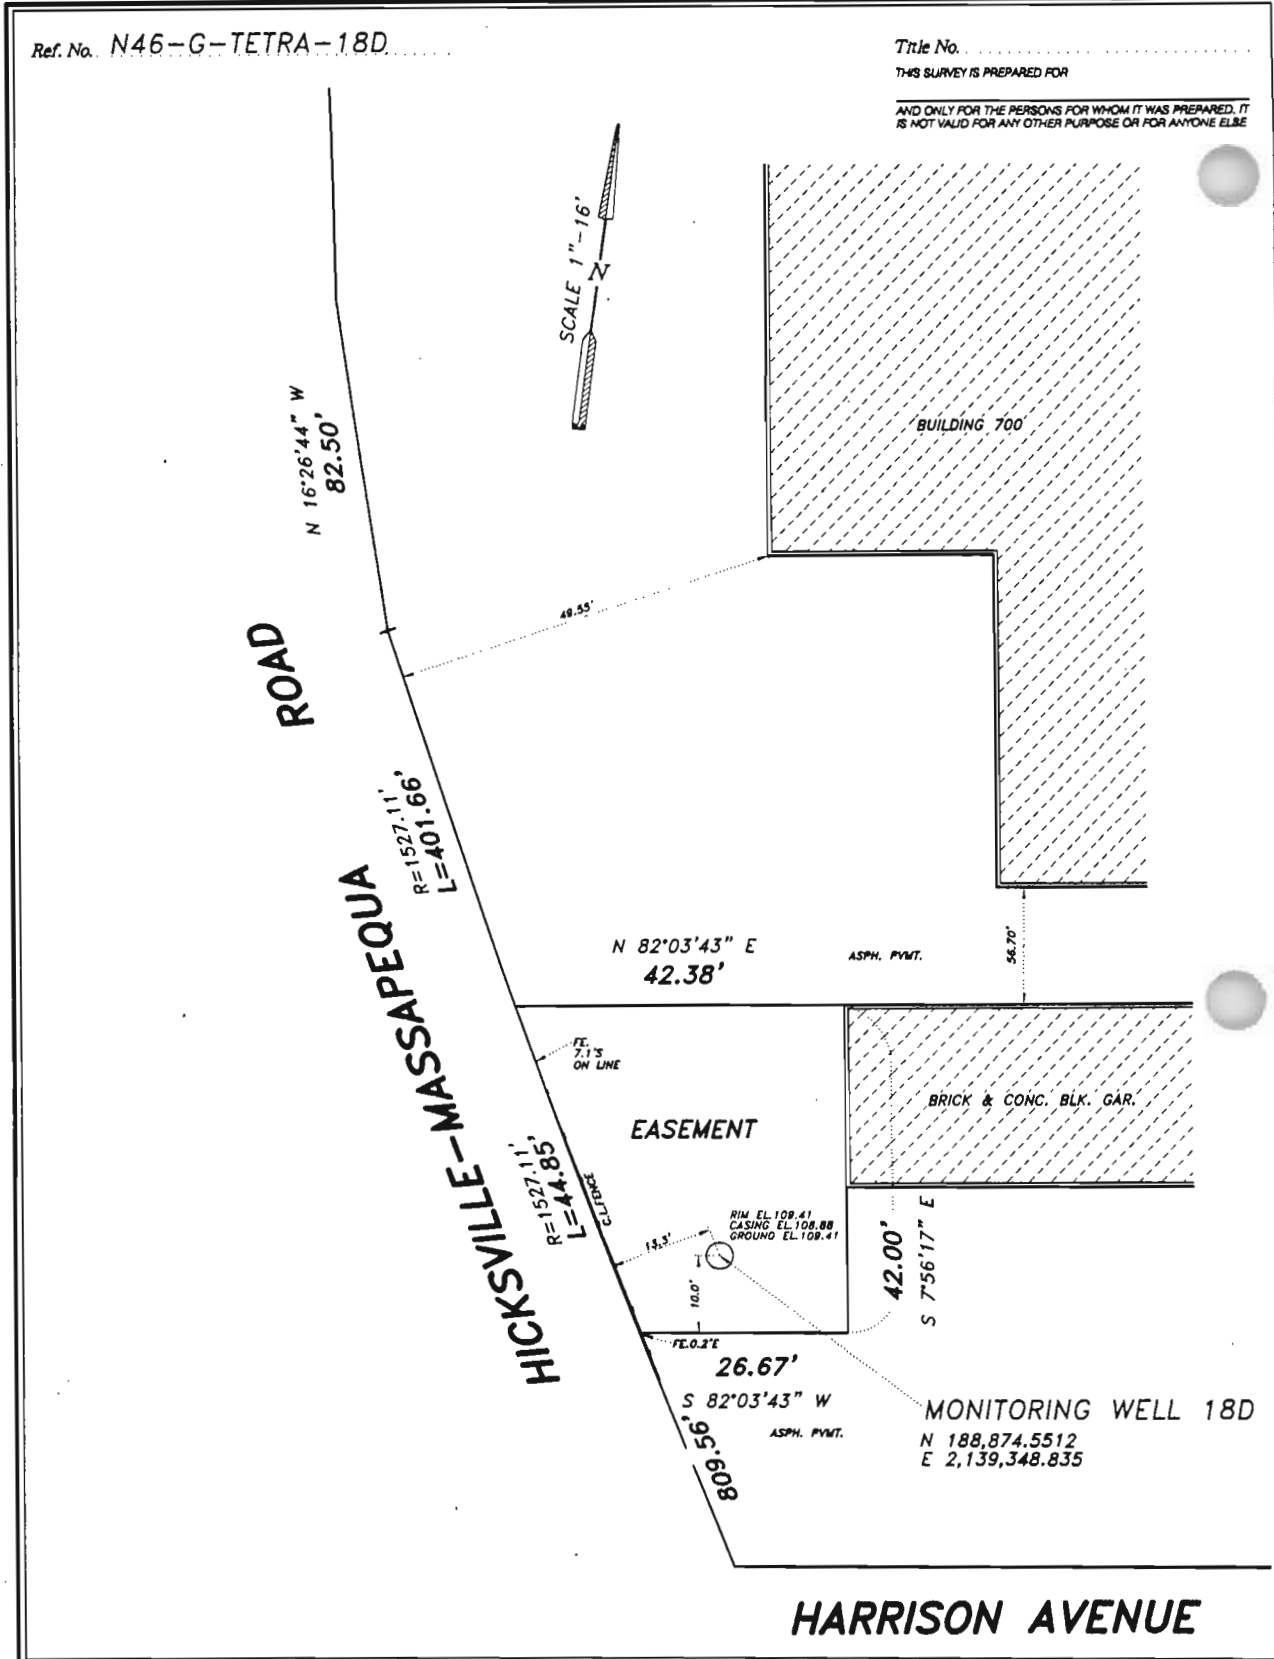 Ref. No. N46-G-TETRA-18D
Title No.
THIS SURVEY IS PREPARED FOR
AND ONLY FOR THE PERSONS FOR WHOM IT WAS PREPARED. IT
IS NOT VALID FOR ANY OTHER PURPOSE OR FOR ANYONE ELSE
SCALE 1"-16'
N
N 16°26'44" W
82.50'
BUILDING 700
49.55'
ROAD
R=1527.11'
L=401.66'
N 82°03'43" E
42.38'
ASPH. PVMT.
56.70'
HICKSVILLE-MASSAPEQUA
FE.
7.1'S
ON LINE
EASEMENT
BRICK & CONC. BLK. GAR.
R=1527.11'
L=44.85'
C.L.FENCE
RIM EL.109.41
CASING EL.108.88
GROUND EL.109.41
10.0'
42.00'
S 7°56'17" E
FE.0.2'E
26.67'
S 82°03'43" W
ASPH. PVMT.
809.56'
MONITORING WELL 18D
N 188,874.5512
E 2,139,348.835
HARRISON AVENUE